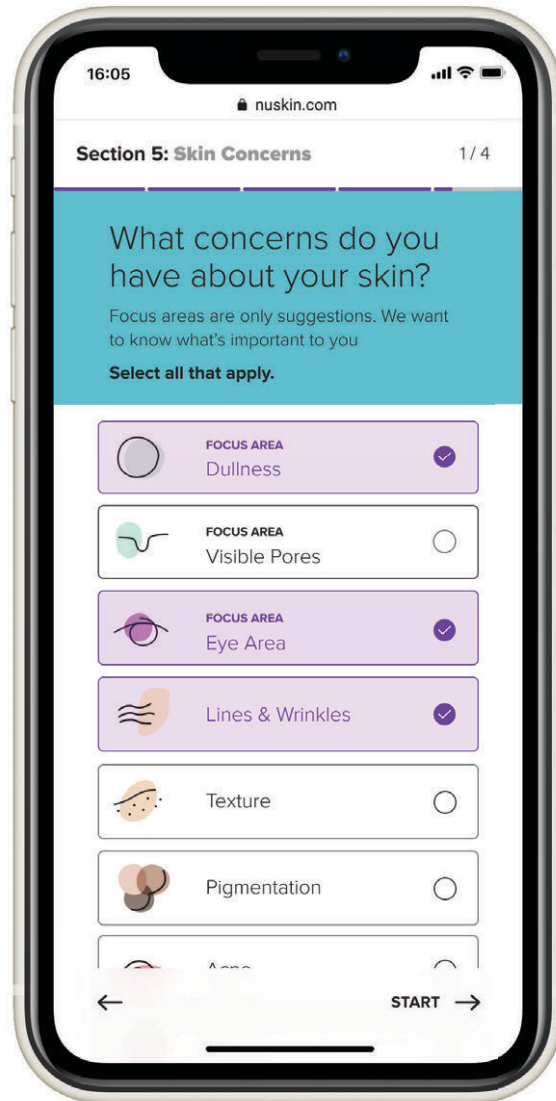 16:05
nuskin.com
Section 5: Skin Concerns 1 / 4
What concerns do you
have about your skin?
Focus areas are only suggestions. We want
to know what's important to you
Select all that apply.
FOCUS AREA
Dullness
FOCUS AREA
Visible Pores
FOCUS AREA
Eye Area
Lines & Wrinkles
Texture
Pigmentation
Acne
START